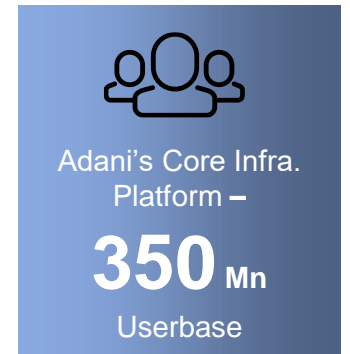 Adani's Core Infra.
Platform –
350 Mn
Userbase